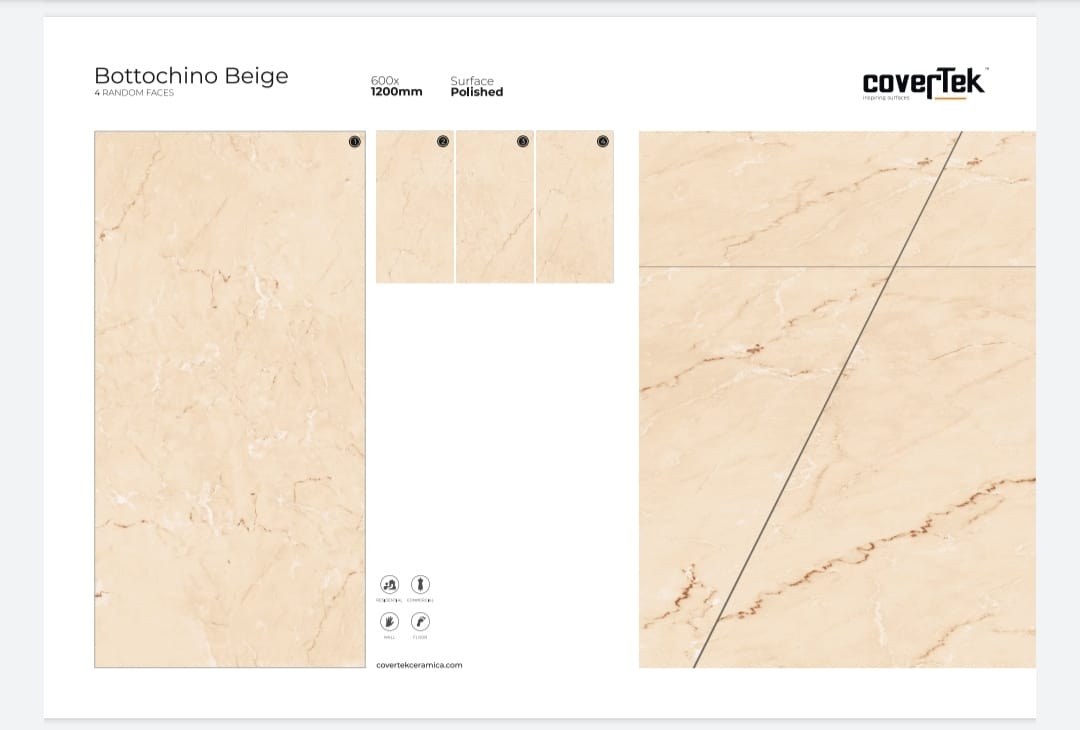 Bottochino Beige
4 RANDOM FACES
600x
1200mm
Surface
Polished
coverTek™
inspiring surfaces
1
2
3
4
RESIDENTIAL
COMMERCIAL
WALL
FLOOR
covertekceramica.com